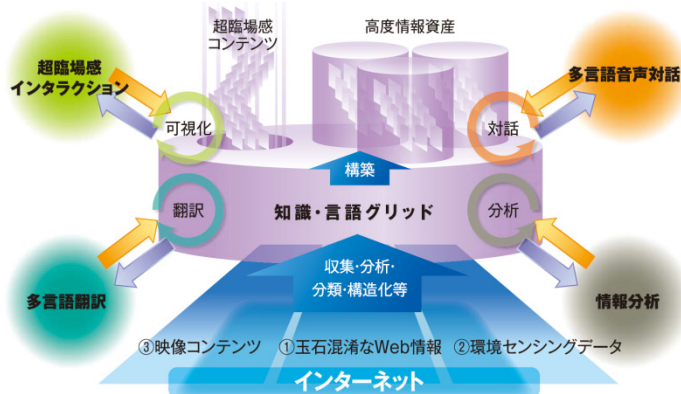 超臨場感
コンテンツ
高度情報資産
超臨場感
インタラクション
多言語音声対話
可視化
対話
構築
翻訳
知識・言語グリッド
分析
収集・分析・
分類・構造化等
多言語翻訳
情報分析
③映像コンテンツ
①玉石混淆なWeb情報
②環境センシングデータ
インターネット